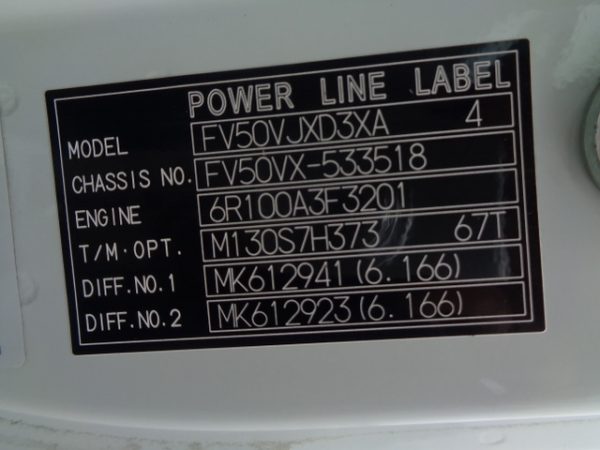 POWER LINE LABEL
MODEL FV50VJXD3XA 4
CHASSIS NO. FV50VX-533518
ENGINE 6R100A3F3201
T/M·OPT. M130S7H373 67T
DIFF.NO.1 MK612941(6.166)
DIFF.NO.2 MK612923(6.166)